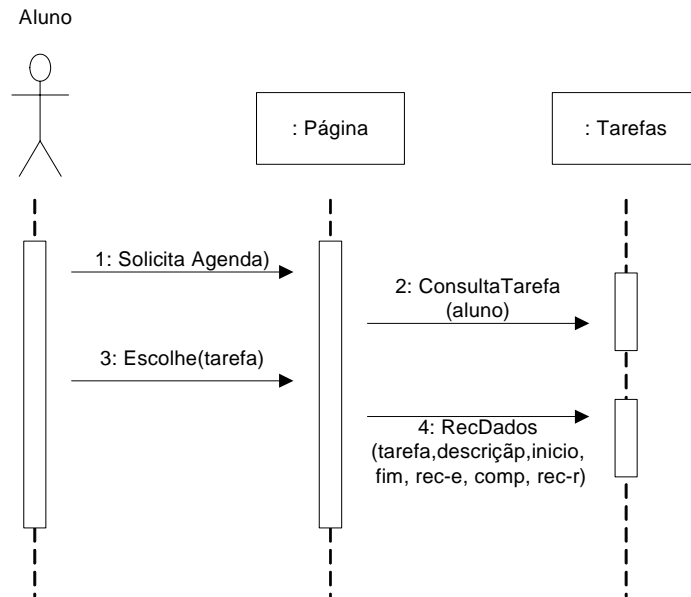 Aluno
: Página
: Tarefas
1: Solicita Agenda)
2: ConsultaTarefa
(aluno)
3: Escolhe(tarefa)
4: RecDados
(tarefa,descriçãp,inicio,
fim, rec-e, comp, rec-r)